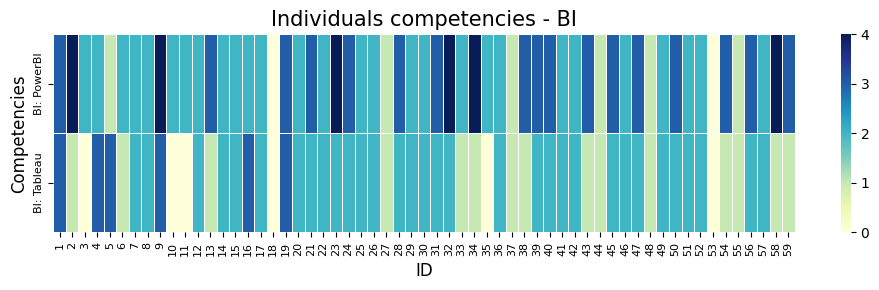 Individuals competencies - BI
Competencies
BI: PowerBI
BI: Tableau
1 2 3 4 5 6 7 8 9 10 11 12 13 14 15 16 17 18 19 20 21 22 23 24 25 26 27 28 29 30 31 32 33 34 35 36 37 38 39 40 41 42 43 44 45 46 47 48 49 50 51 52 53 54 55 56 57 58 59
ID
4
3
2
1
0